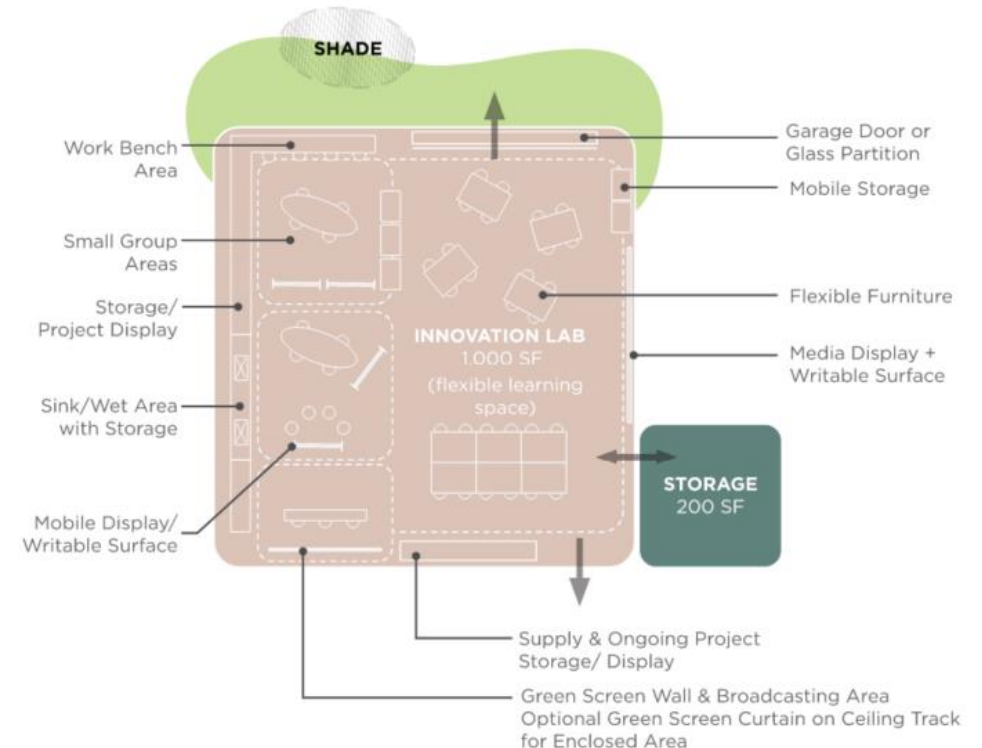 SHADE
Work Bench
Area
Small Group
Areas
Storage/
Project Display
Sink/Wet Area
with Storage
Mobile Display/
Writable Surface
Garage Door or
Glass Partition
Mobile Storage
Flexible Furniture
Media Display +
Writable Surface
INNOVATION LAB
1,000 SF
(flexible learning
space)
STORAGE
200 SF
Supply & Ongoing Project
Storage/ Display
Green Screen Wall & Broadcasting Area
Optional Green Screen Curtain on Ceiling Track
for Enclosed Area